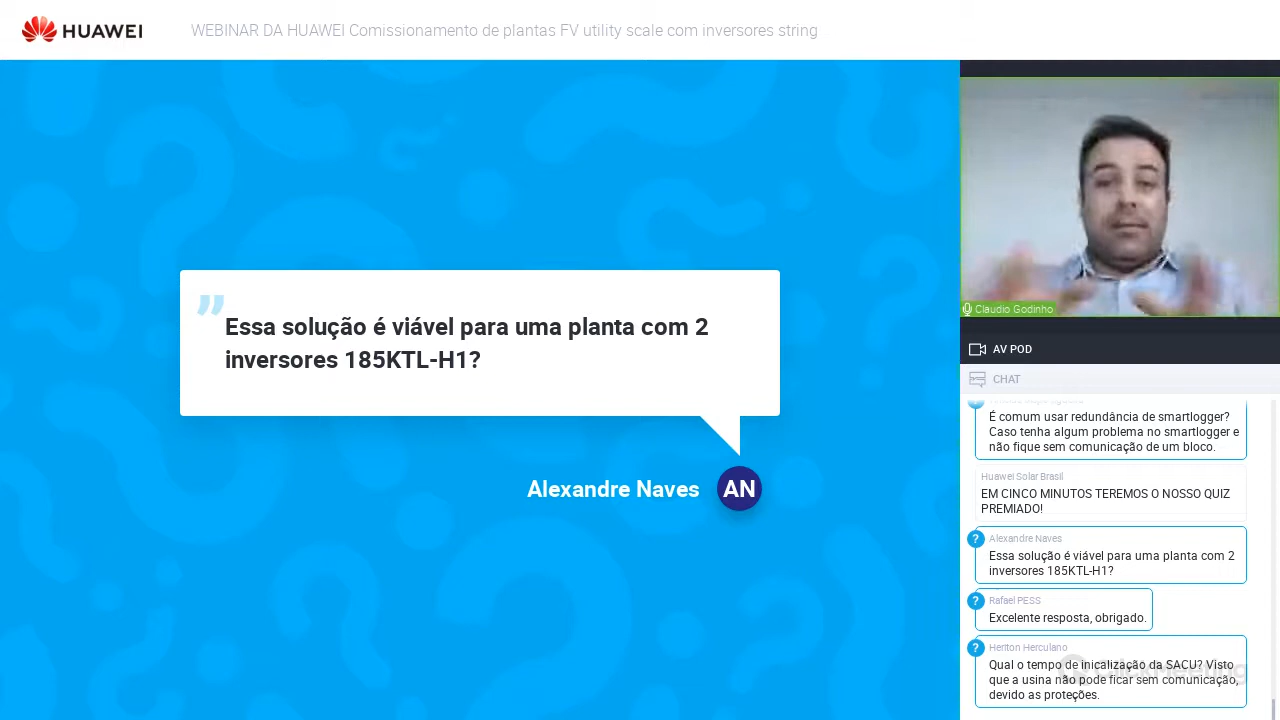 HUAWEI
WEBINAR DA HUAWEI Comissionamento de plantas FV utility scale com inversores string
Essa solução é viável para uma planta com 2
inversores 185KTL-H1?
Alexandre Naves
AN
Claudio Godinho
AV POD
CHAT
?
É comum usar redundância de smartlogger?
Caso tenha algum problema no smartlogger e
não fique sem comunicação de um bloco.
Huawei Solar Brasil
EM CINCO MINUTOS TEREMOS O NOSSO QUIZ
PREMIADO!
?
Alexandre Naves
Essa solução é viável para uma planta com 2
inversores 185KTL-H1?
?
Rafael PESS
Excelente resposta, obrigado.
?
Heriton Herculano
Qual o tempo de inicalização da SACU? Visto
que a usina não pode ficar sem comunicação,
devido as proteções.